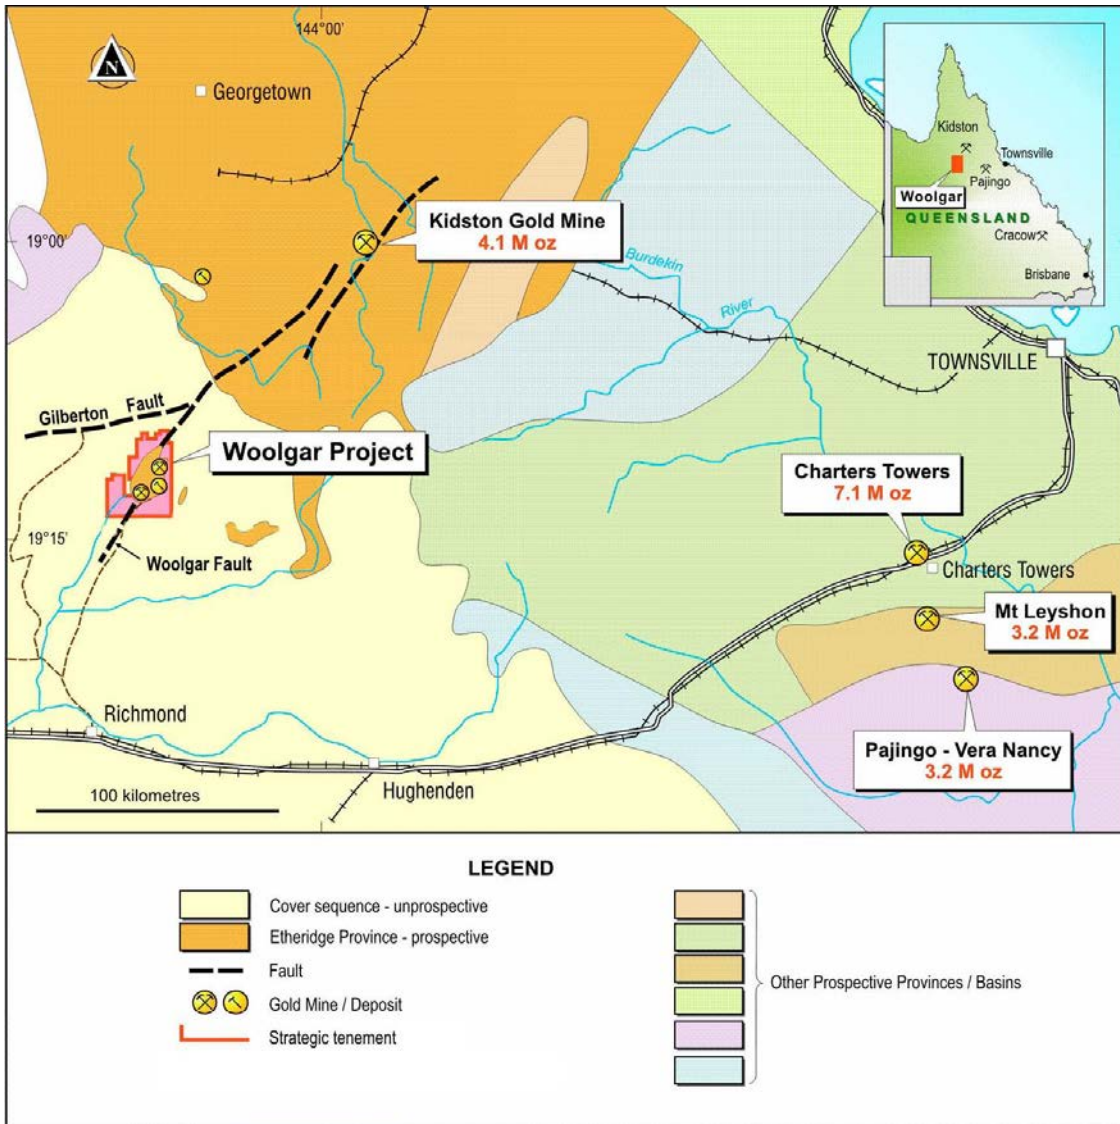 144°00'
N
Georgetown
Kidston Gold Mine
4.1 M oz
19°00'
Burdekin
River
Kidston
Townsville
Pajingo
Woolgar
QUEENSLAND
Cracow
Brisbane
TOWNSVILLE
Gilberton Fault
Woolgar Project
Charters Towers
7.1 M oz
19°15'
Woolgar Fault
Charters Towers
Mt Leyshon
3.2 M oz
Richmond
Pajingo - Vera Nancy
3.2 M oz
100 kilometres
Hughenden
LEGEND
Cover sequence - unprospective
Etheridge Province - prospective
Fault
Gold Mine / Deposit
Strategic tenement
Other Prospective Provinces / Basins